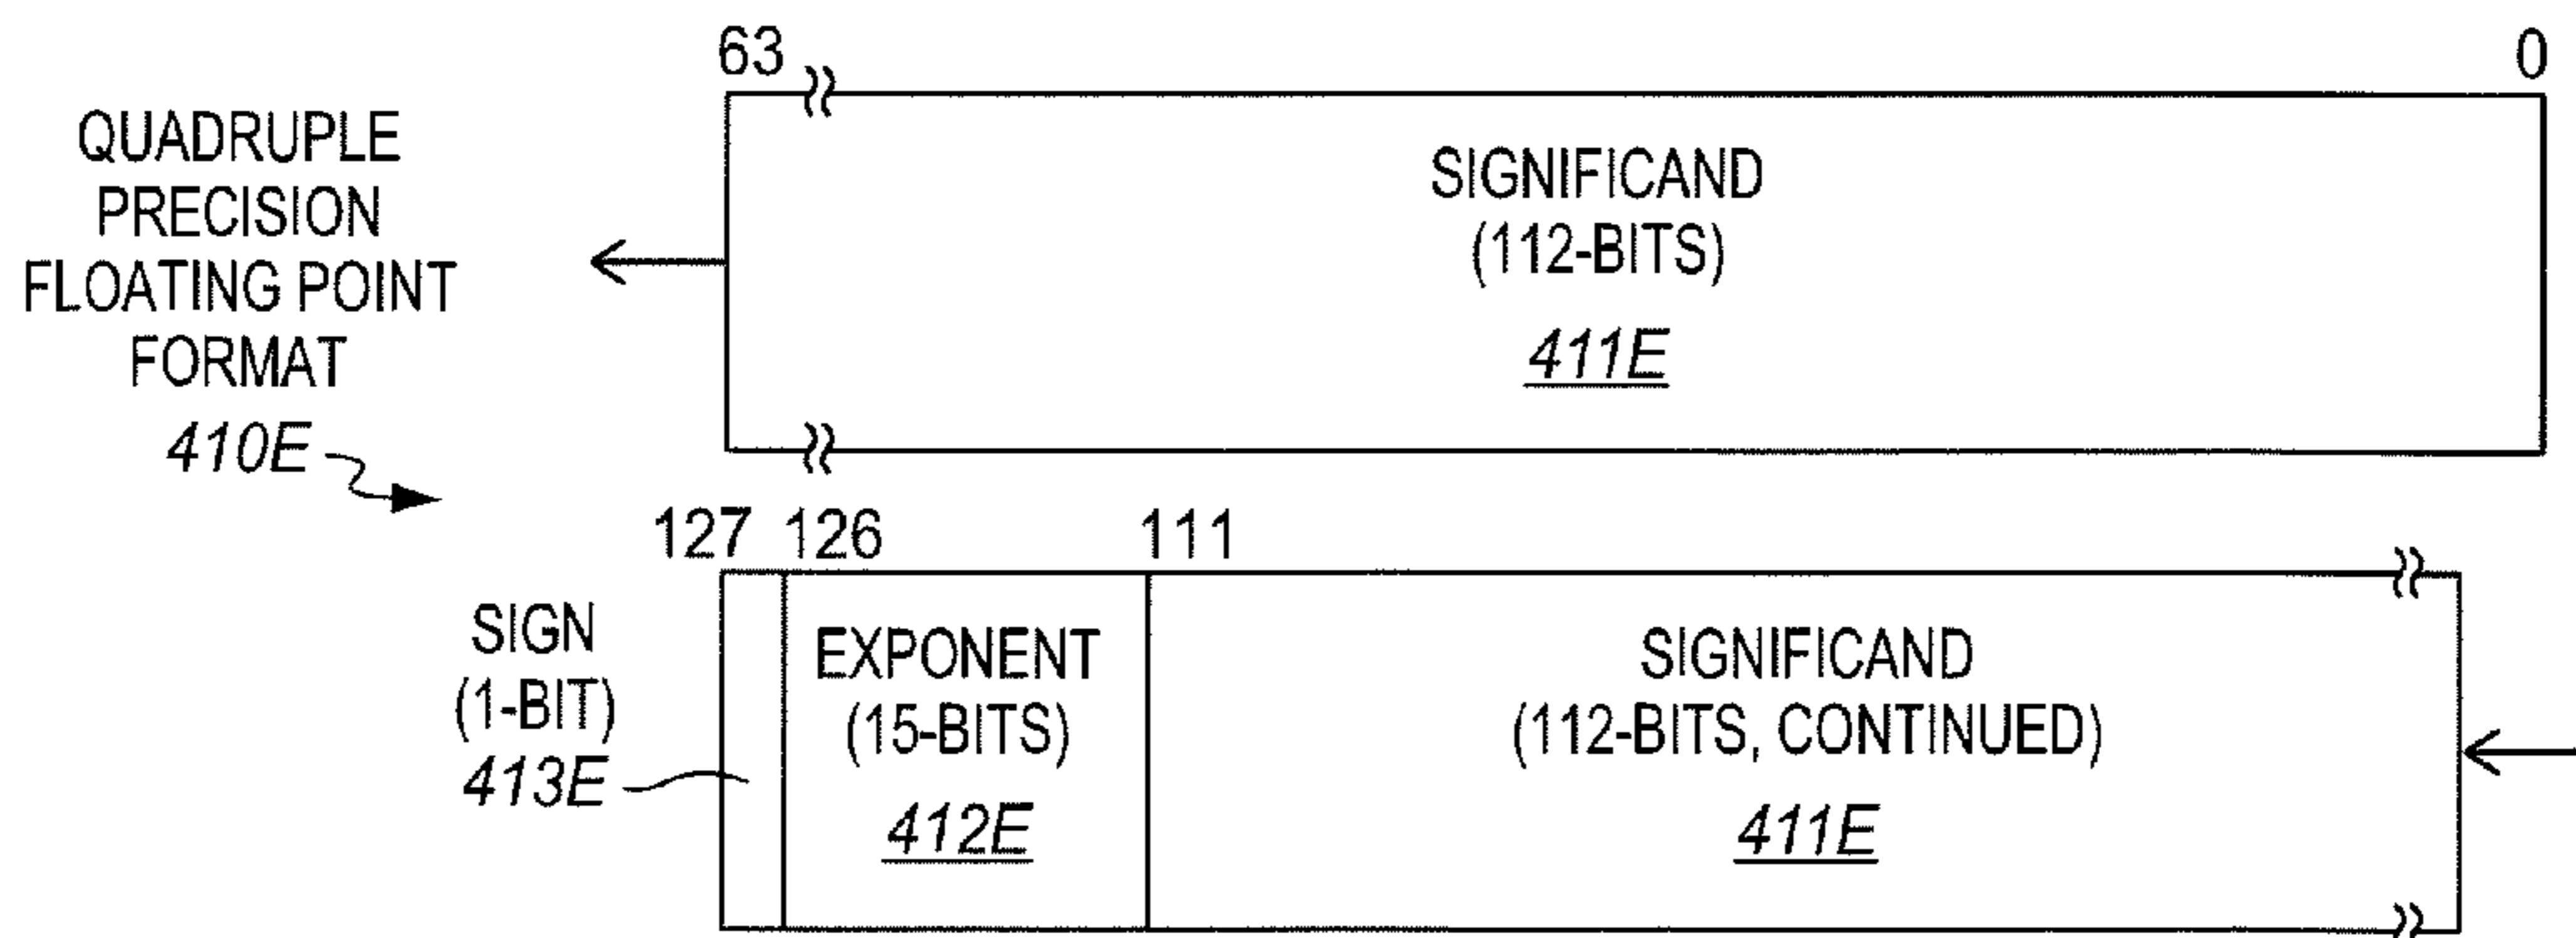 63 0
QUADRUPLE
PRECISION
FLOATING POINT
FORMAT
410E
SIGNIFICAND
(112-BITS)
411E
127 126 111
SIGN
(1-BIT)
413E
EXPONENT
(15-BITS)
412E
SIGNIFICAND
(112-BITS, CONTINUED)
411E